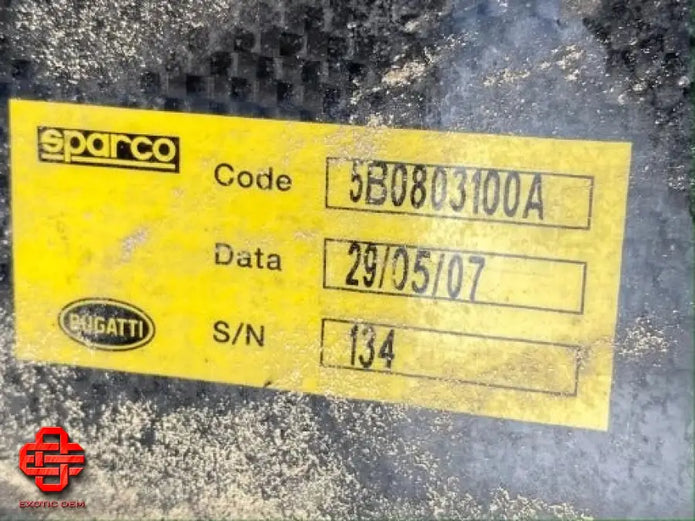 sparco
Code 5B0803100A
Data 29/05/07
BUGATTI
S/N 134
EXOTIC OEM